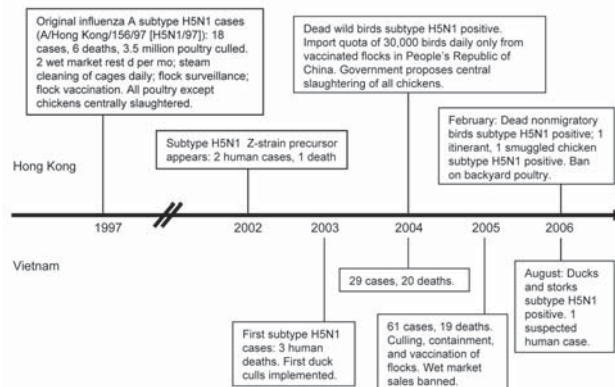 Original influenza A subtype H5N1 cases
(A/Hong Kong/156/97 [H5N1/97]): 18
cases, 6 deaths, 3.5 million poultry culled.
2 wet market rest d per mo; steam
cleaning of cages daily; flock surveillance;
flock vaccination. All poultry except
chickens centrally slaughtered.
Dead wild birds subtype H5N1 positive.
Import quota of 30,000 birds daily only from
vaccinated flocks in People's Republic of
China. Government proposes central
slaughtering of all chickens.
Subtype H5N1 Z-strain precursor
appears: 2 human cases, 1 death
February: Dead nonmigratory
birds subtype H5N1 positive; 1
itinerant, 1 smuggled chicken
subtype H5N1 positive. Ban
on backyard poultry.
Hong Kong
1997
2002
2003
2004
2005
2006
Vietnam
First subtype H5N1
cases: 3 human
deaths. First duck
culls implemented.
29 cases, 20 deaths.
61 cases, 19 deaths.
Culling, containment,
and vaccination of
flocks. Wet market
sales banned.
August: Ducks
and storks
subtype H5N1
positive. 1
suspected
human case.